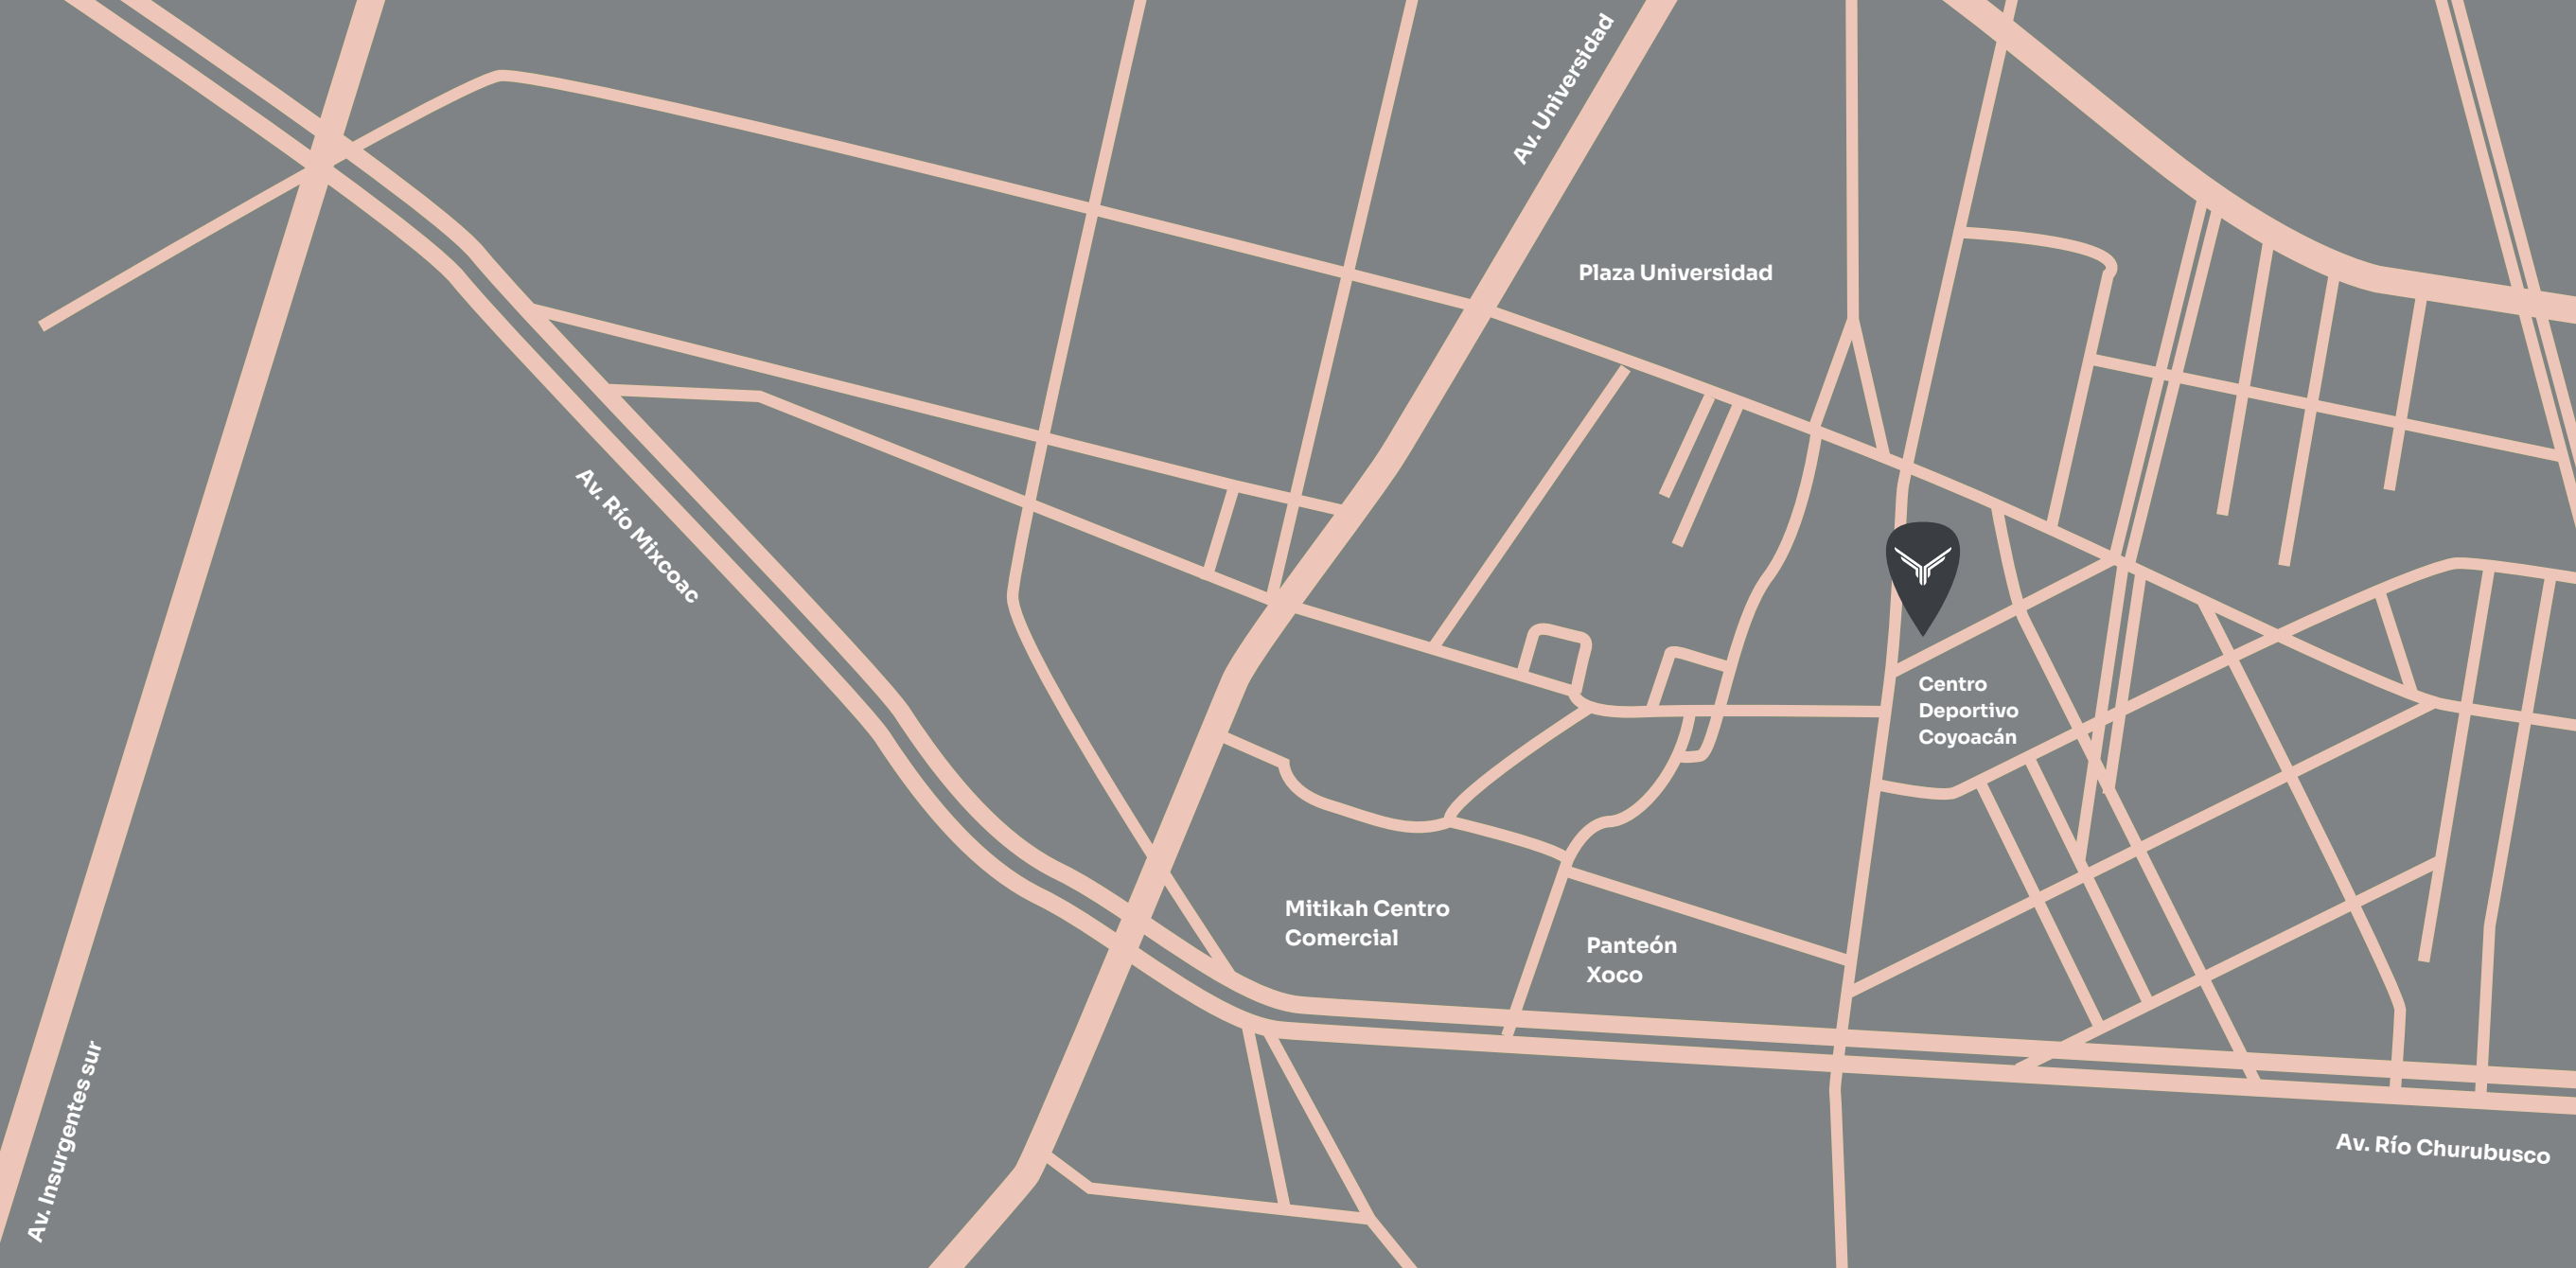 Av. Universidad
Plaza Universidad
Av. Río Mixcoac
Centro
Deportivo
Coyoacán
Mitikah Centro
Comercial
Panteón
Xoco
Av. Insurgentes sur
Av. Río Churubusco